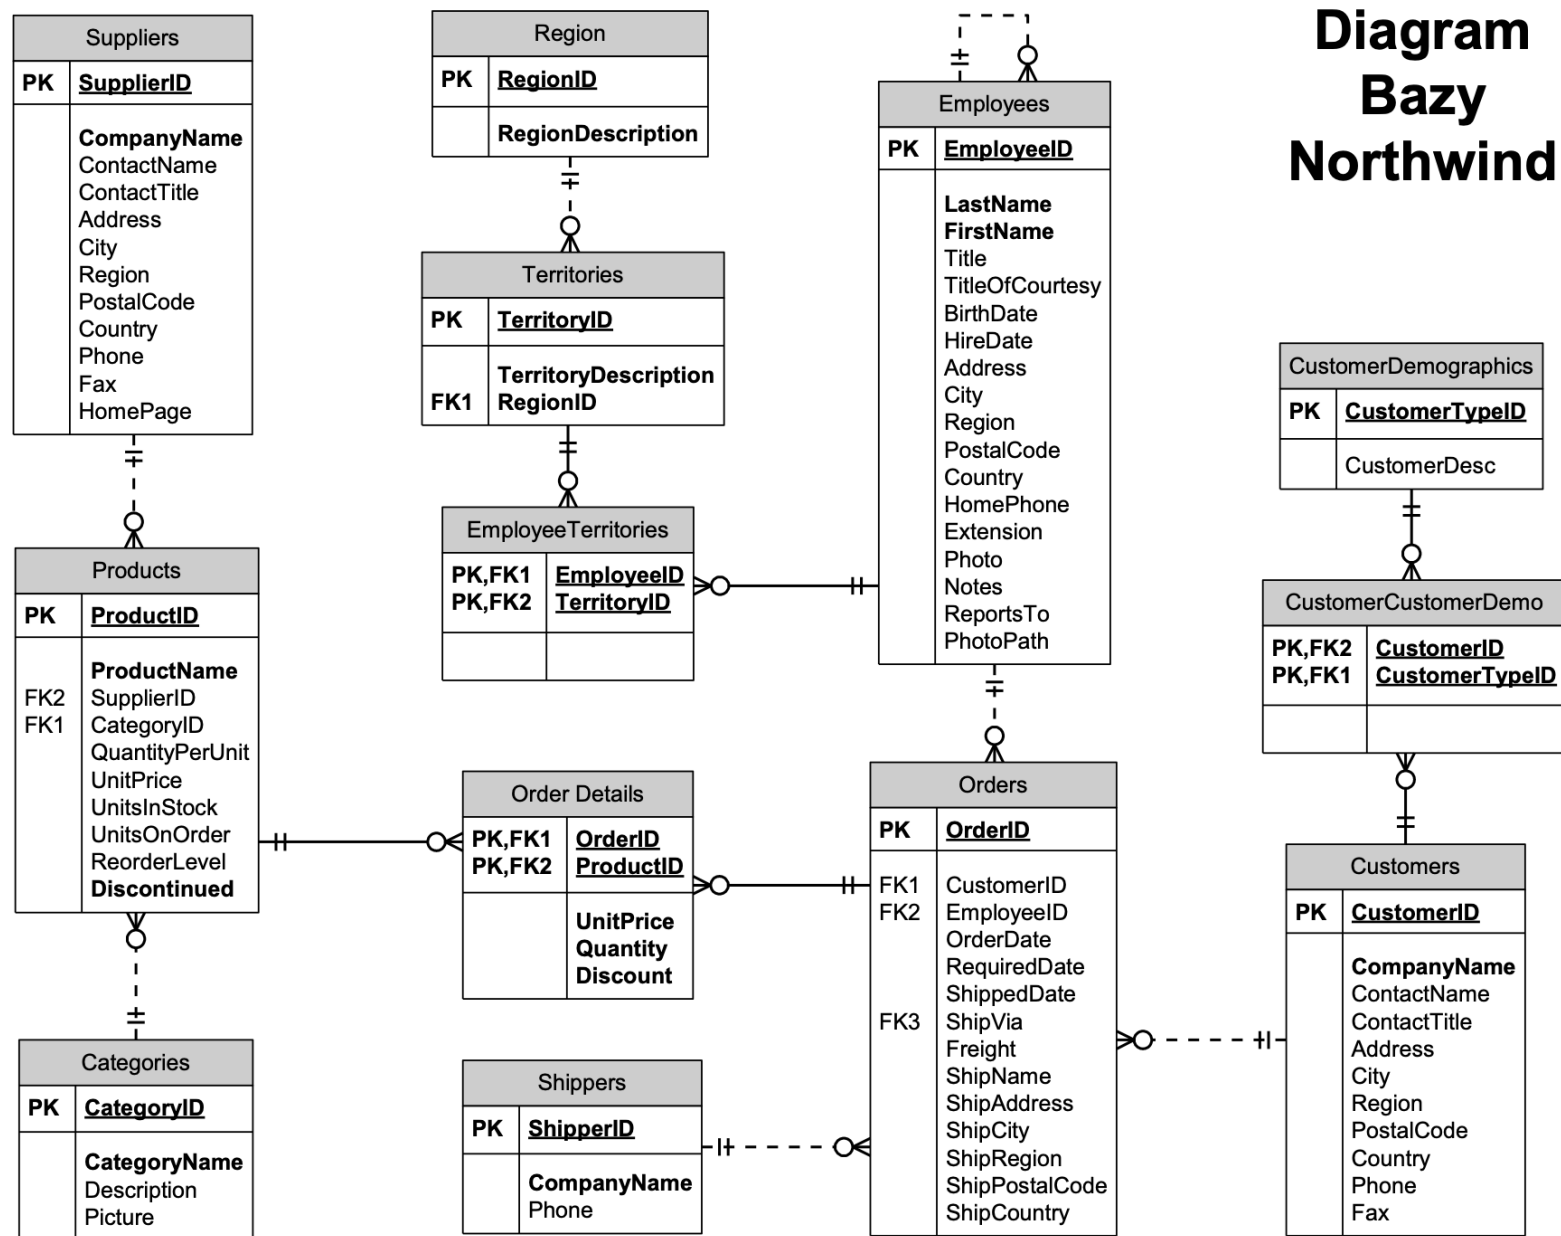 Diagram
Bazy
Northwind
Suppliers
PK SupplierID
CompanyName
ContactName
ContactTitle
Address
City
Region
PostalCode
Country
Phone
Fax
HomePage
Region
PK RegionID
RegionDescription
Territories
PK TerritoryID
TerritoryDescription
FK1 RegionID
EmployeeTerritories
PK,FK1 EmployeeID
PK,FK2 TerritoryID
Employees
PK EmployeeID
LastName
FirstName
Title
TitleOfCourtesy
BirthDate
HireDate
Address
City
Region
PostalCode
Country
HomePhone
Extension
Photo
Notes
ReportsTo
PhotoPath
CustomerDemographics
PK CustomerTypeID
CustomerDesc
CustomerCustomerDemo
PK,FK2 CustomerID
PK,FK1 CustomerTypeID
Products
PK ProductID
ProductName
FK2 SupplierID
FK1 CategoryID
QuantityPerUnit
UnitPrice
UnitsInStock
UnitsOnOrder
ReorderLevel
Discontinued
Order Details
PK,FK1 OrderID
PK,FK2 ProductID
UnitPrice
Quantity
Discount
Orders
PK OrderID
FK1 CustomerID
FK2 EmployeeID
OrderDate
RequiredDate
ShippedDate
FK3 ShipVia
Freight
ShipName
ShipAddress
ShipCity
ShipRegion
ShipPostalCode
ShipCountry
Customers
PK CustomerID
CompanyName
ContactName
ContactTitle
Address
City
Region
PostalCode
Country
Phone
Fax
Categories
PK CategoryID
CategoryName
Description
Picture
Shippers
PK ShipperID
CompanyName
Phone